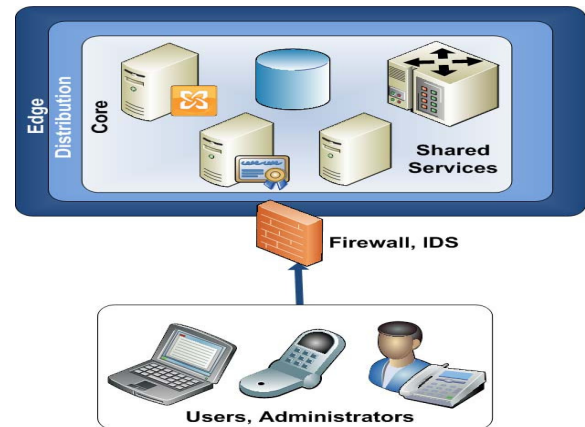 Edge
Distribution
Core
Shared
Services
Firewall, IDS
Users, Administrators